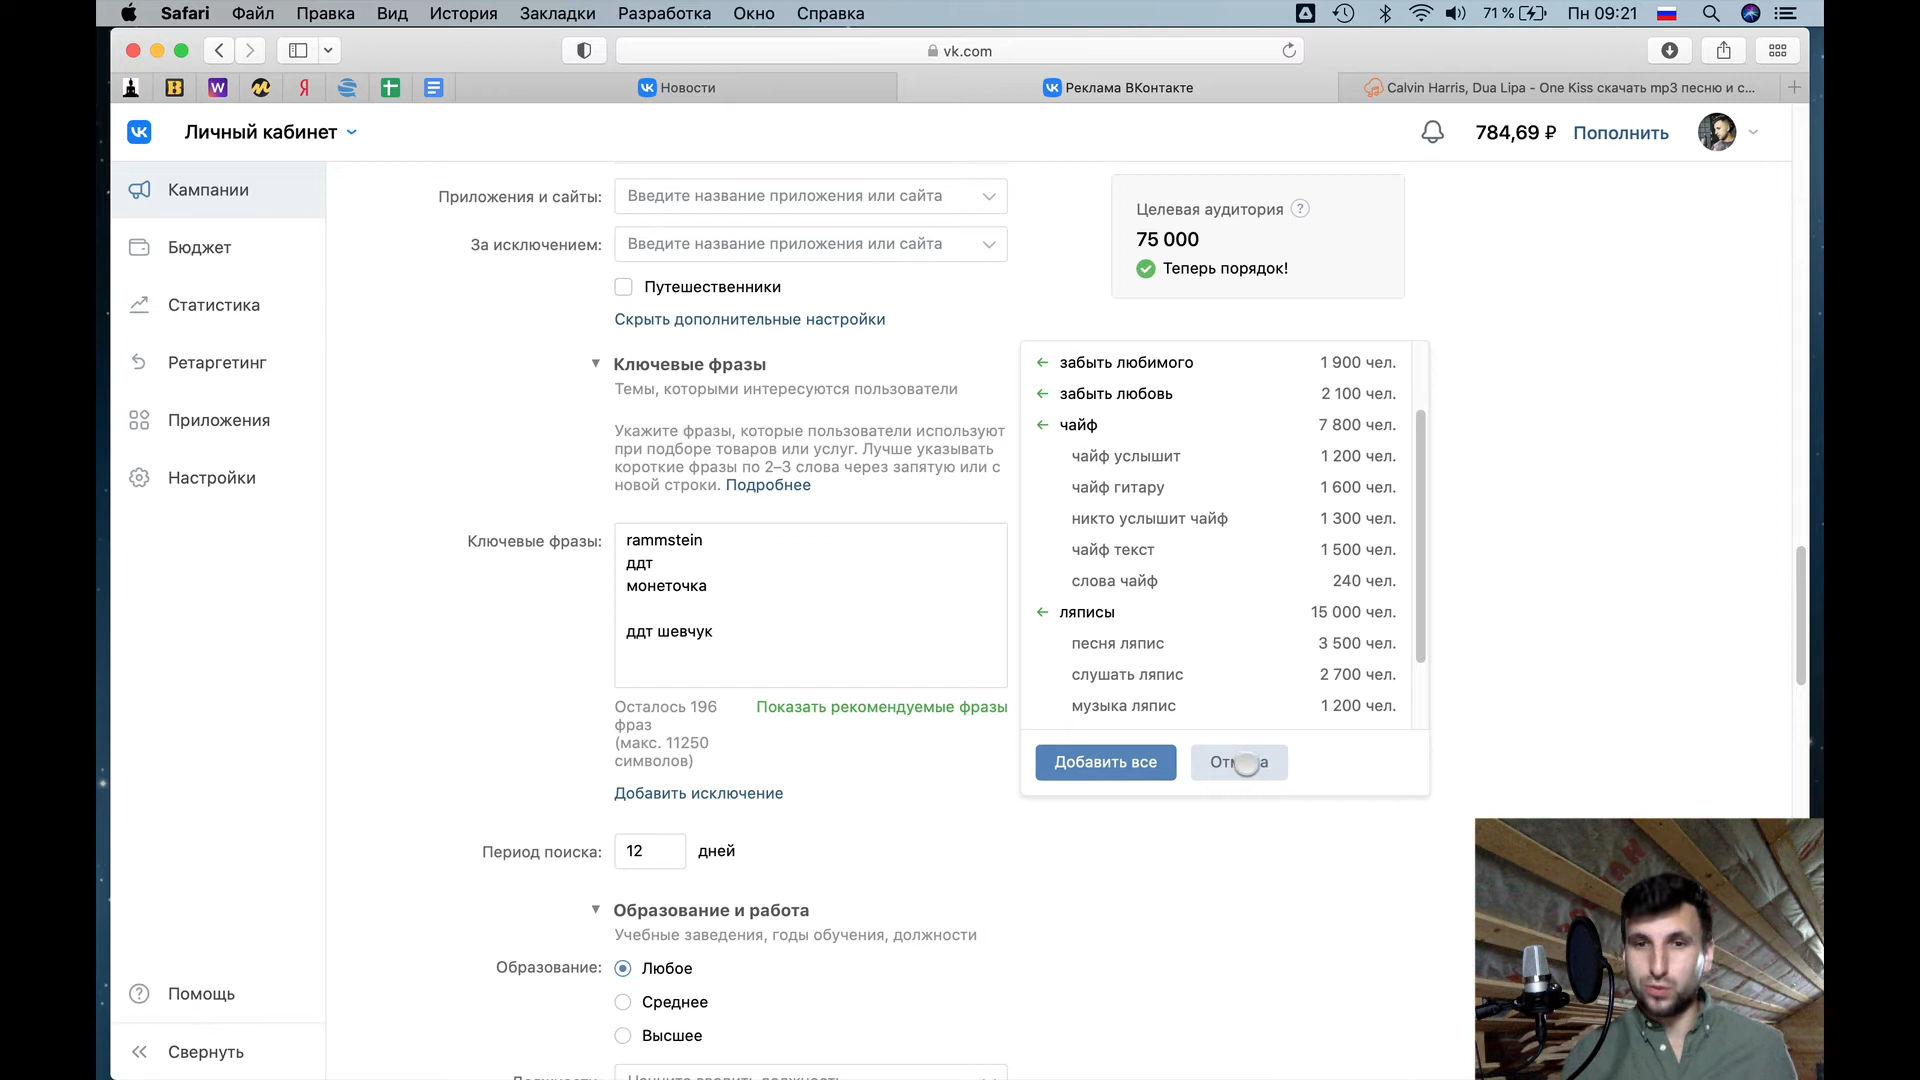 Safari Файл Правка Вид История Закладки Разработка Окно Справка 71 % Пн 09:21
vk.com
Новости
Реклама ВКонтакте
Calvin Harris, Dua Lipa - One Kiss скачать mp3 песню и с...
Личный кабинет
784,69 ₽ Пополнить
Кампании
Бюджет
Статистика
Ретаргетинг
Приложения
Настройки
Помощь
Свернуть
Приложения и сайты: Введите название приложения или сайта
За исключением: Введите название приложения или сайта
Путешественники
Скрыть дополнительные настройки
Ключевые фразы
Темы, которыми интересуются пользователи
Укажите фразы, которые пользователи используют
при подборе товаров или услуг. Лучше указывать
короткие фразы по 2–3 слова через запятую или с
новой строки. Подробнее
Ключевые фразы:
rammstein
ддт
монеточка
ддт шевчук
Осталось 196
фраз
(макс. 11250
символов)
Показать рекомендуемые фразы
Добавить исключение
Период поиска: 12 дней
Образование и работа
Учебные заведения, годы обучения, должности
Образование: Любое
Среднее
Высшее
Целевая аудитория ?
75 000
Теперь порядок!
забыть любимого 1 900 чел.
забыть любовь 2 100 чел.
чайф 7 800 чел.
чайф услышит 1 200 чел.
чайф гитару 1 600 чел.
никто услышит чайф 1 300 чел.
чайф текст 1 500 чел.
слова чайф 240 чел.
ляписы 15 000 чел.
песня ляпис 3 500 чел.
слушать ляпис 2 700 чел.
музыка ляпис 1 200 чел.
Добавить все